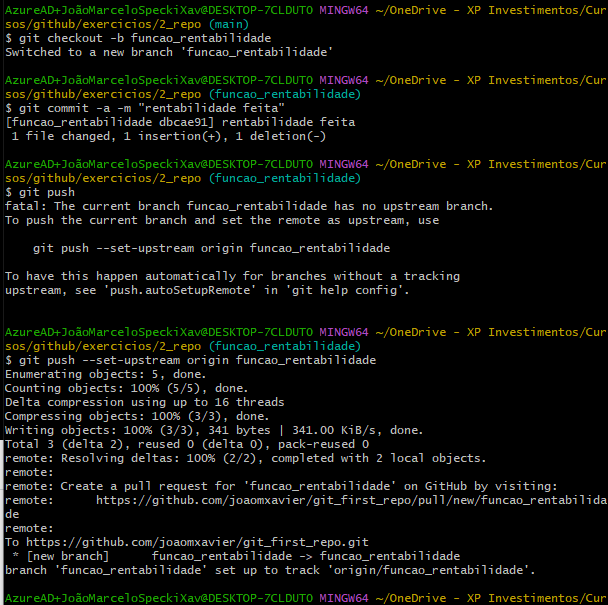 AzureAD+JoãoMarceloSpeckiXav@DESKTOP-7CLDUTO MINGW64 ~/OneDrive - XP Investimentos/Cur
sos/github/exercicios/2_repo (main)
$ git checkout -b funcao_rentabilidade
Switched to a new branch 'funcao_rentabilidade'
AzureAD+JoãoMarceloSpeckiXav@DESKTOP-7CLDUTO MINGW64 ~/OneDrive - XP Investimentos/Cur
sos/github/exercicios/2_repo (funcao_rentabilidade)
$ git commit -a -m "rentabilidade feita"
[funcao_rentabilidade dbcae91] rentabilidade feita
 1 file changed, 1 insertion(+), 1 deletion(-)
AzureAD+JoãoMarceloSpeckiXav@DESKTOP-7CLDUTO MINGW64 ~/OneDrive - XP Investimentos/Cur
sos/github/exercicios/2_repo (funcao_rentabilidade)
$ git push
fatal: The current branch funcao_rentabilidade has no upstream branch.
To push the current branch and set the remote as upstream, use
    git push --set-upstream origin funcao_rentabilidade
To have this happen automatically for branches without a tracking
upstream, see 'push.autoSetupRemote' in 'git help config'.
AzureAD+JoãoMarceloSpeckiXav@DESKTOP-7CLDUTO MINGW64 ~/OneDrive - XP Investimentos/Cur
sos/github/exercicios/2_repo (funcao_rentabilidade)
$ git push --set-upstream origin funcao_rentabilidade
Enumerating objects: 5, done.
Counting objects: 100% (5/5), done.
Delta compression using up to 16 threads
Compressing objects: 100% (3/3), done.
Writing objects: 100% (3/3), 341 bytes | 341.00 KiB/s, done.
Total 3 (delta 2), reused 0 (delta 0), pack-reused 0
remote: Resolving deltas: 100% (2/2), completed with 2 local objects.
remote:
remote: Create a pull request for 'funcao_rentabilidade' on GitHub by visiting:
remote:      https://github.com/joaomxavier/git_first_repo/pull/new/funcao_rentabilida
de
remote:
To https://github.com/joaomxavier/git_first_repo.git
 * [new branch]      funcao_rentabilidade -> funcao_rentabilidade
branch 'funcao_rentabilidade' set up to track 'origin/funcao_rentabilidade'.
AzureAD+JoãoMarceloSpeckiXav@DESKTOP-7CLDUTO MINGW64 ~/OneDrive - XP Investimentos/Cur